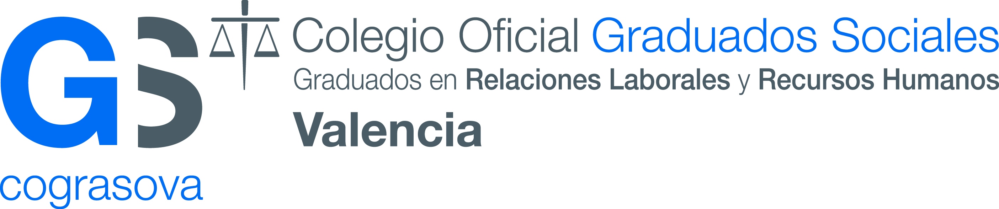 GS
Colegio Oficial Graduados Sociales
Graduados en Relaciones Laborales y Recursos Humanos
Valencia
cograsova